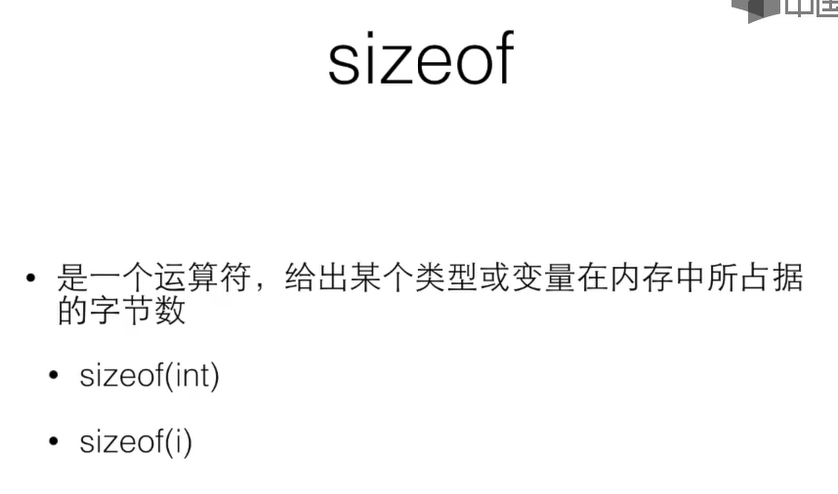 sizeof
是一个运算符，给出某个类型或变量在内存中所占据
的字节数
sizeof(int)
sizeof(i)